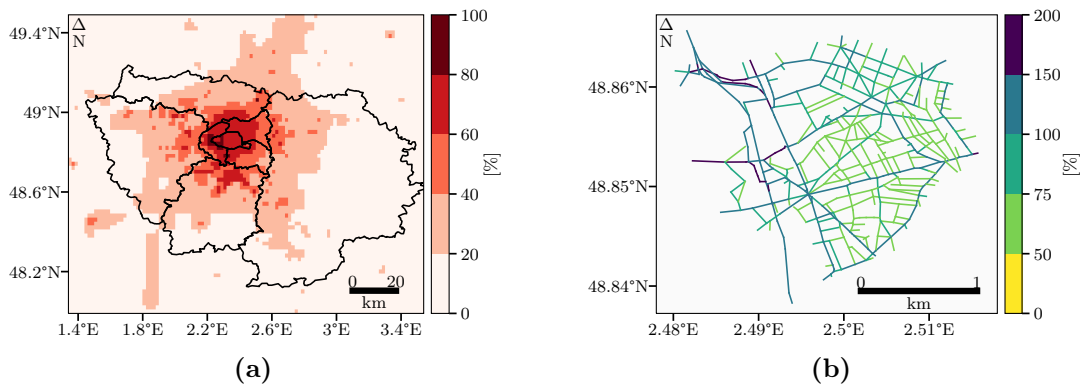 Δ
N
49.4°N
49°N
48.6°N
48.2°N
1.4°E 1.8°E 2.2°E 2.6°E 3°E 3.4°E
0 20
km
100
80
60
40
20
0
[%]
(a)
Δ
N
48.86°N
48.85°N
48.84°N
2.48°E 2.49°E 2.5°E 2.51°E
0 1
km
200
150
100
75
50
0
[%]
(b)